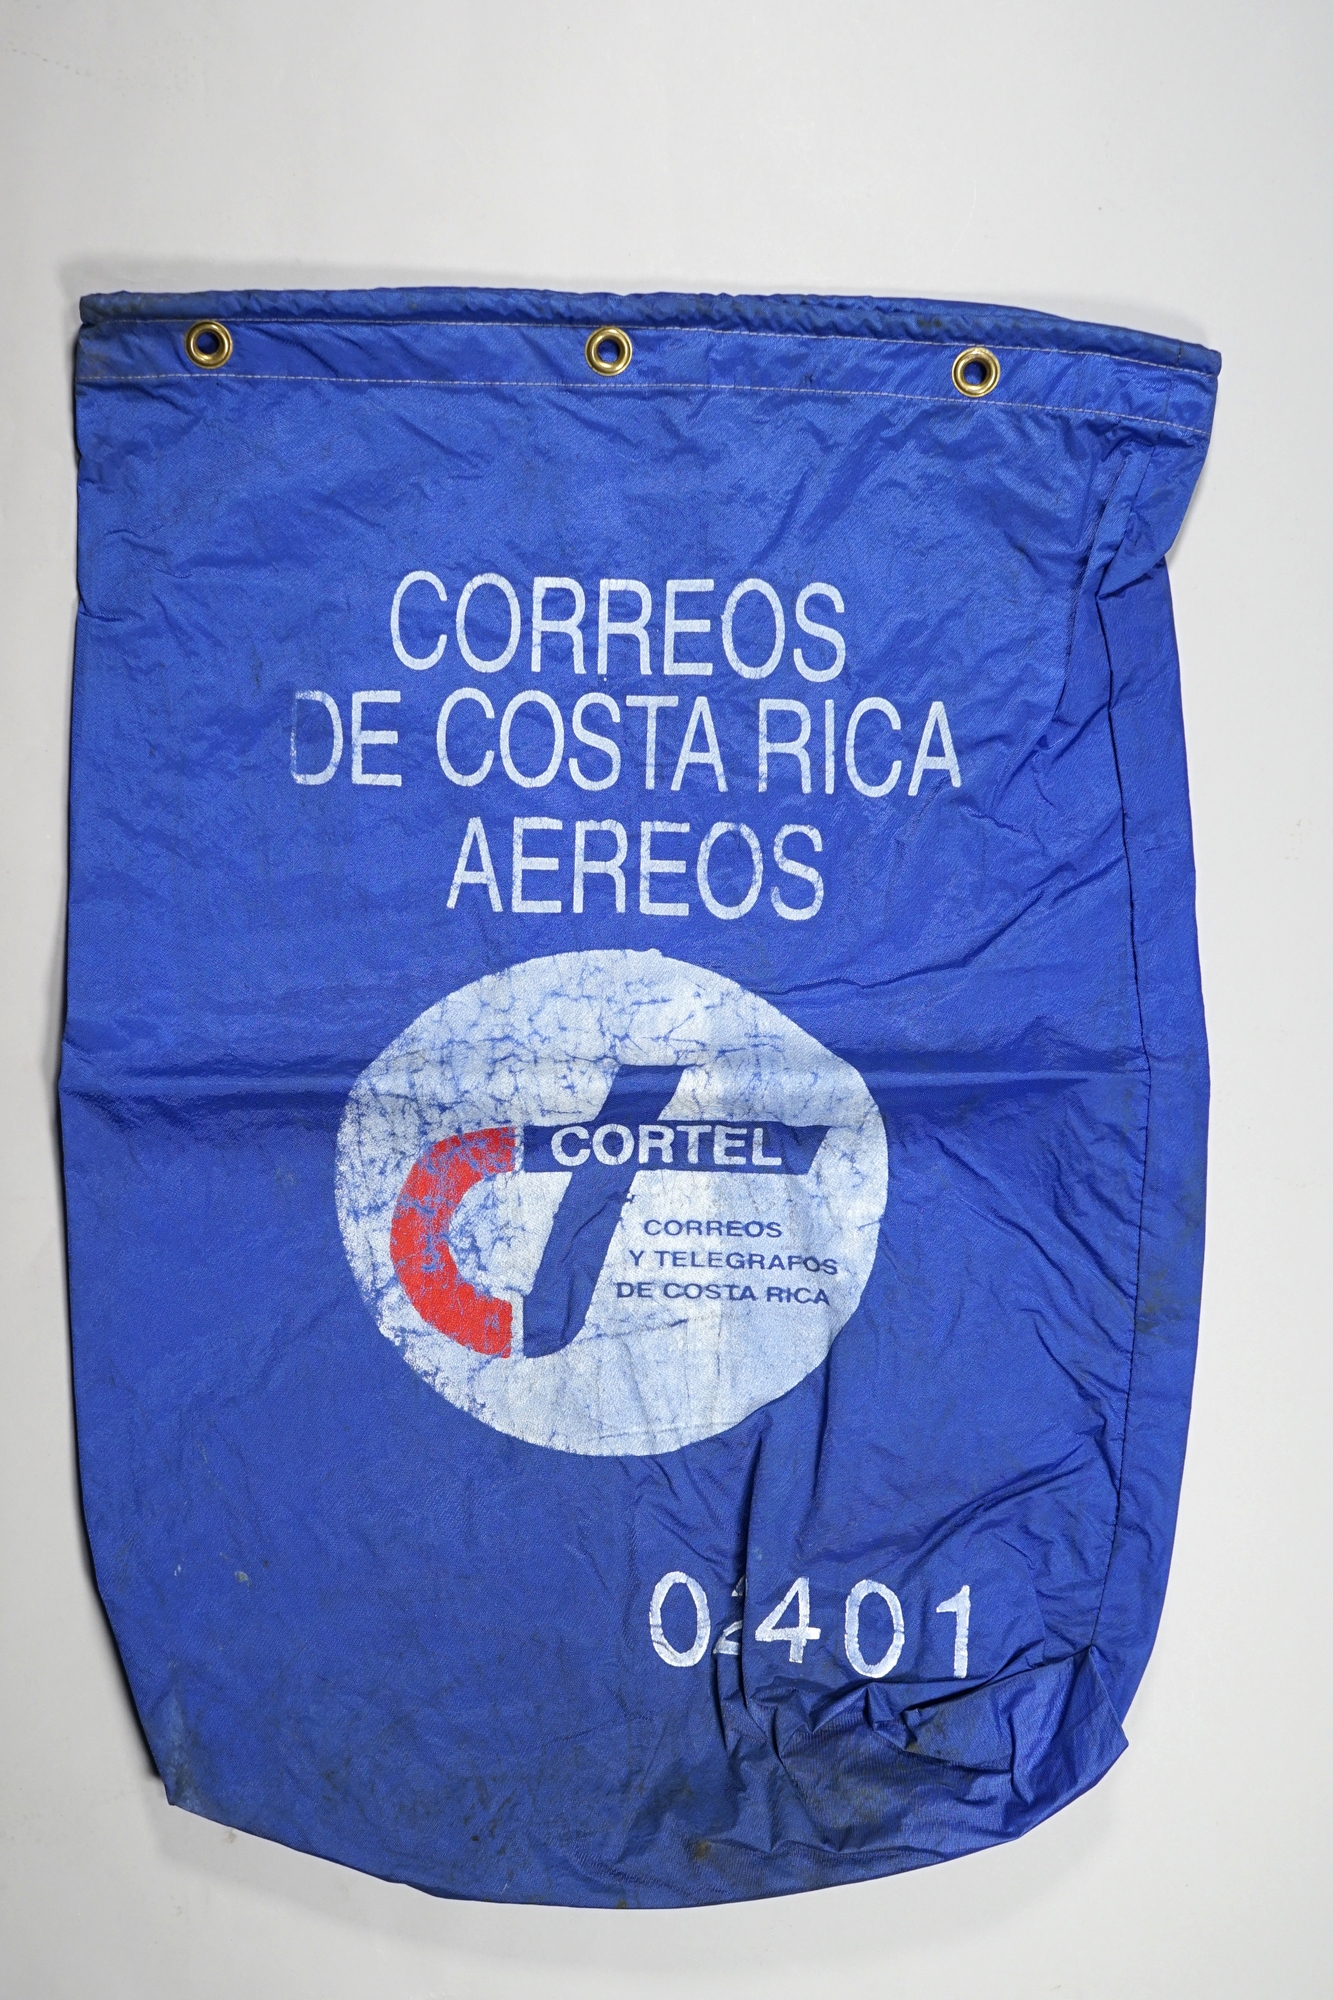 CORREOS
DE COSTA RICA
AEREOS
CORTEL
CORREOS
Y TELEGRAFOS
DE COSTA RICA
02401